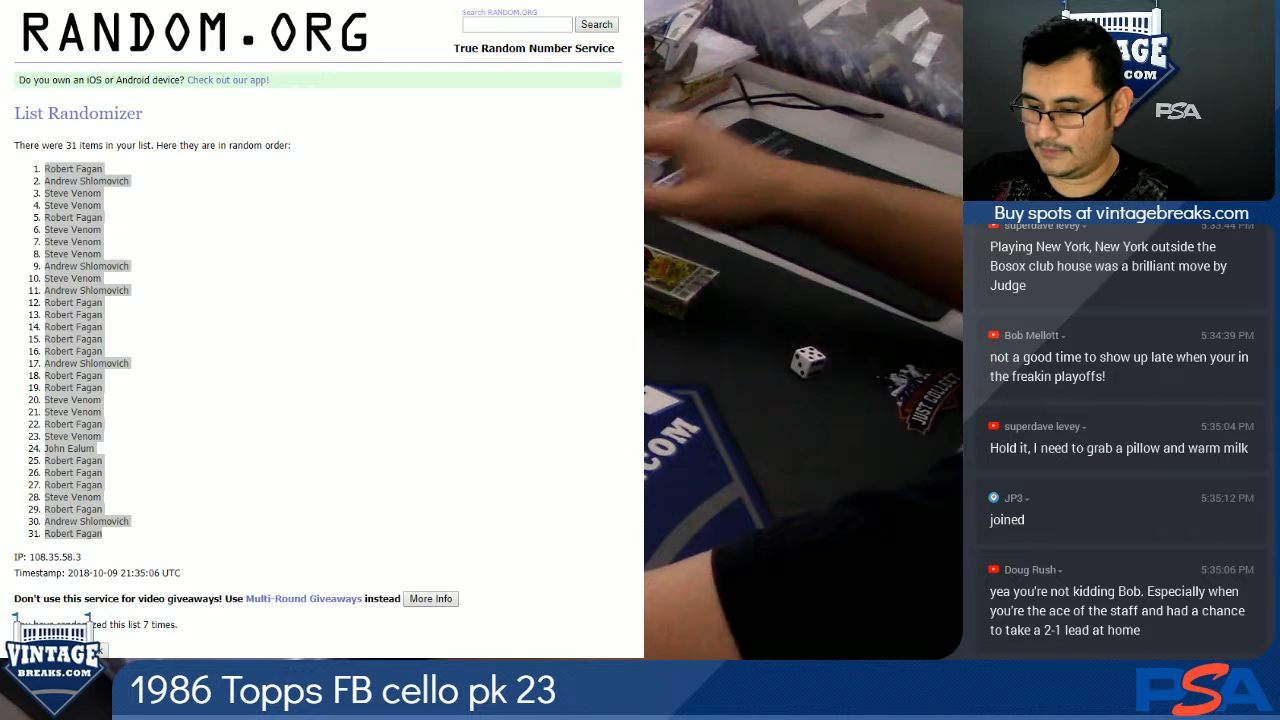 RANDOM.ORG
Search RANDOM.ORG
Search
True Random Number Service
Do you own an iOS or Android device? Check out our app!
List Randomizer
There were 31 items in your list. Here they are in random order:
1. Robert Fagan
2. Andrew Shlomovich
3. Steve Venom
4. Steve Venom
5. Robert Fagan
6. Steve Venom
7. Steve Venom
8. Steve Venom
9. Andrew Shlomovich
10. Steve Venom
11. Andrew Shlomovich
12. Robert Fagan
13. Robert Fagan
14. Robert Fagan
15. Robert Fagan
16. Robert Fagan
17. Andrew Shlomovich
18. Robert Fagan
19. Robert Fagan
20. Steve Venom
21. Steve Venom
22. Robert Fagan
23. Steve Venom
24. John Ealum
25. Robert Fagan
26. Robert Fagan
27. Robert Fagan
28. Steve Venom
29. Robert Fagan
30. Andrew Shlomovich
31. Robert Fagan
IP: 108.35.58.3
Timestamp: 2018-10-09 21:35:06 UTC
Don't use this service for video giveaways! Use Multi-Round Giveaways instead More Info
this list 7 times.
VINTAGE
BREAKS.COM
1986 Topps FB cello pk 23
COM
JUST COLLECT
AGE
.COM
PSA
Buy spots at vintagebreaks.com
superdave levey 5:33:44 PM
Playing New York, New York outside the
Bosox club house was a brilliant move by
Judge
Bob Mellott 5:34:39 PM
not a good time to show up late when your in
the freakin playoffs!
superdave levey 5:35:04 PM
Hold it, I need to grab a pillow and warm milk
JP3 5:35:12 PM
joined
Doug Rush 5:35:06 PM
yea you're not kidding Bob. Especially when
you're the ace of the staff and had a chance
to take a 2-1 lead at home
PSA